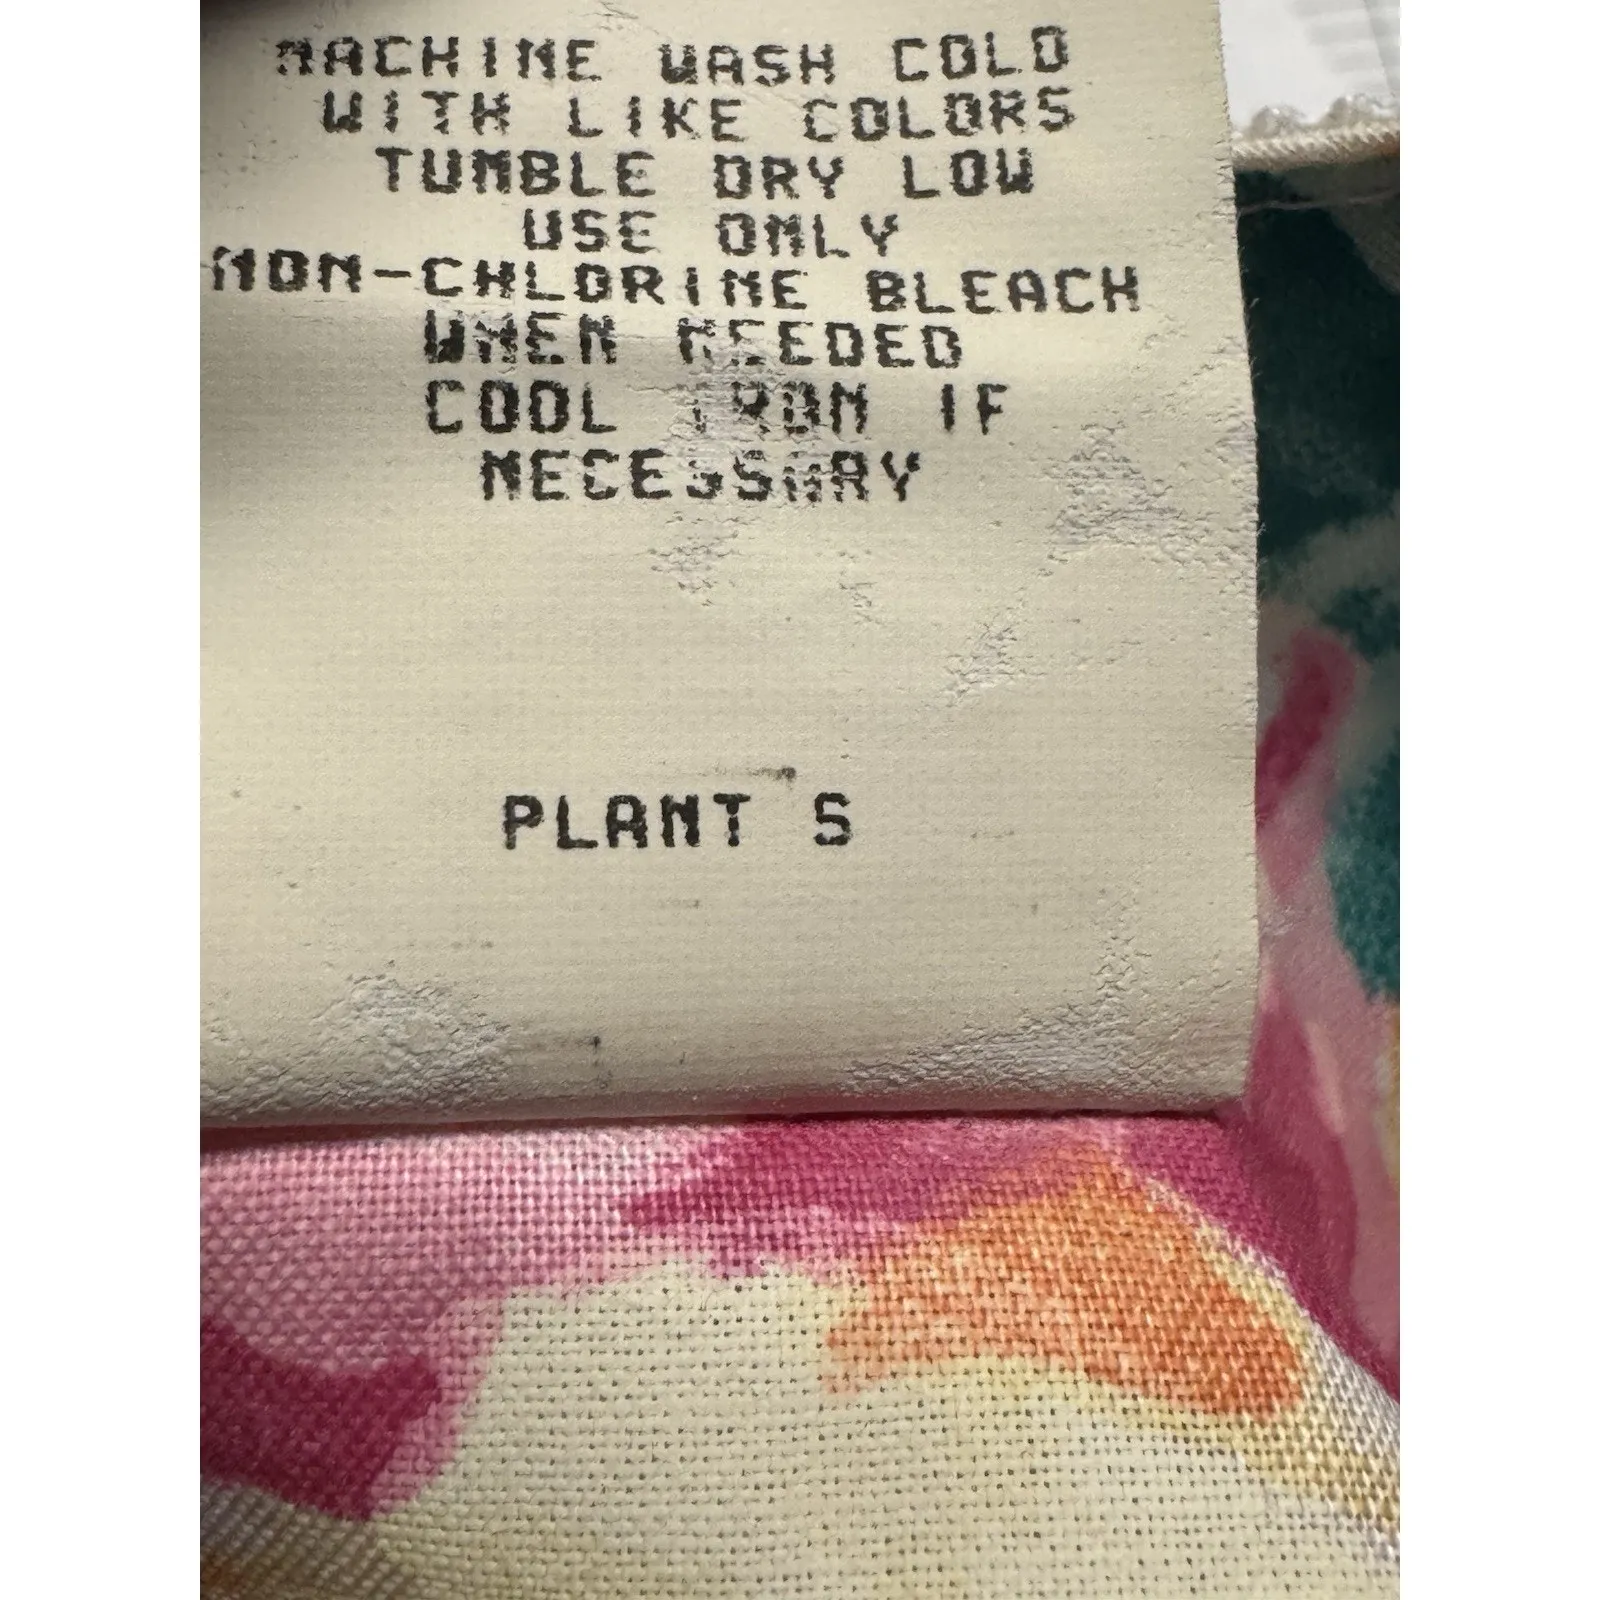 MACHINE WASH COLD
WITH LIKE COLORS
TUMBLE DRY LOW
USE ONLY
NON-CHLORINE BLEACH
WHEN NEEDED
COOL IRON IF
NECESSARY
PLANT S